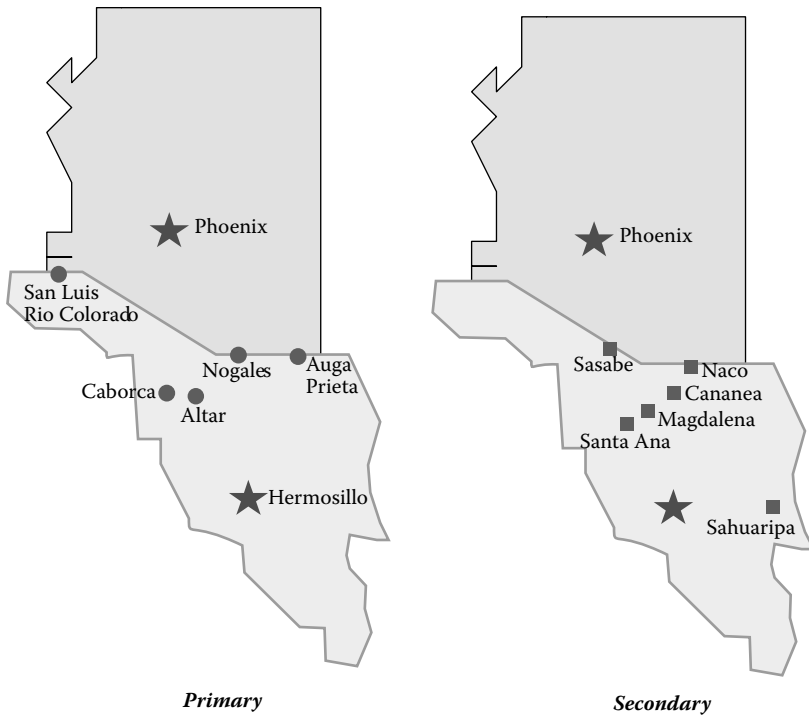 Phoenix
San Luis
Rio Colorado
Nogales
Auga
Prieta
Caborca
Altar
Hermosillo
Primary
Phoenix
Sasabe
Naco
Cananea
Magdalena
Santa Ana
Sahuaripa
Secondary